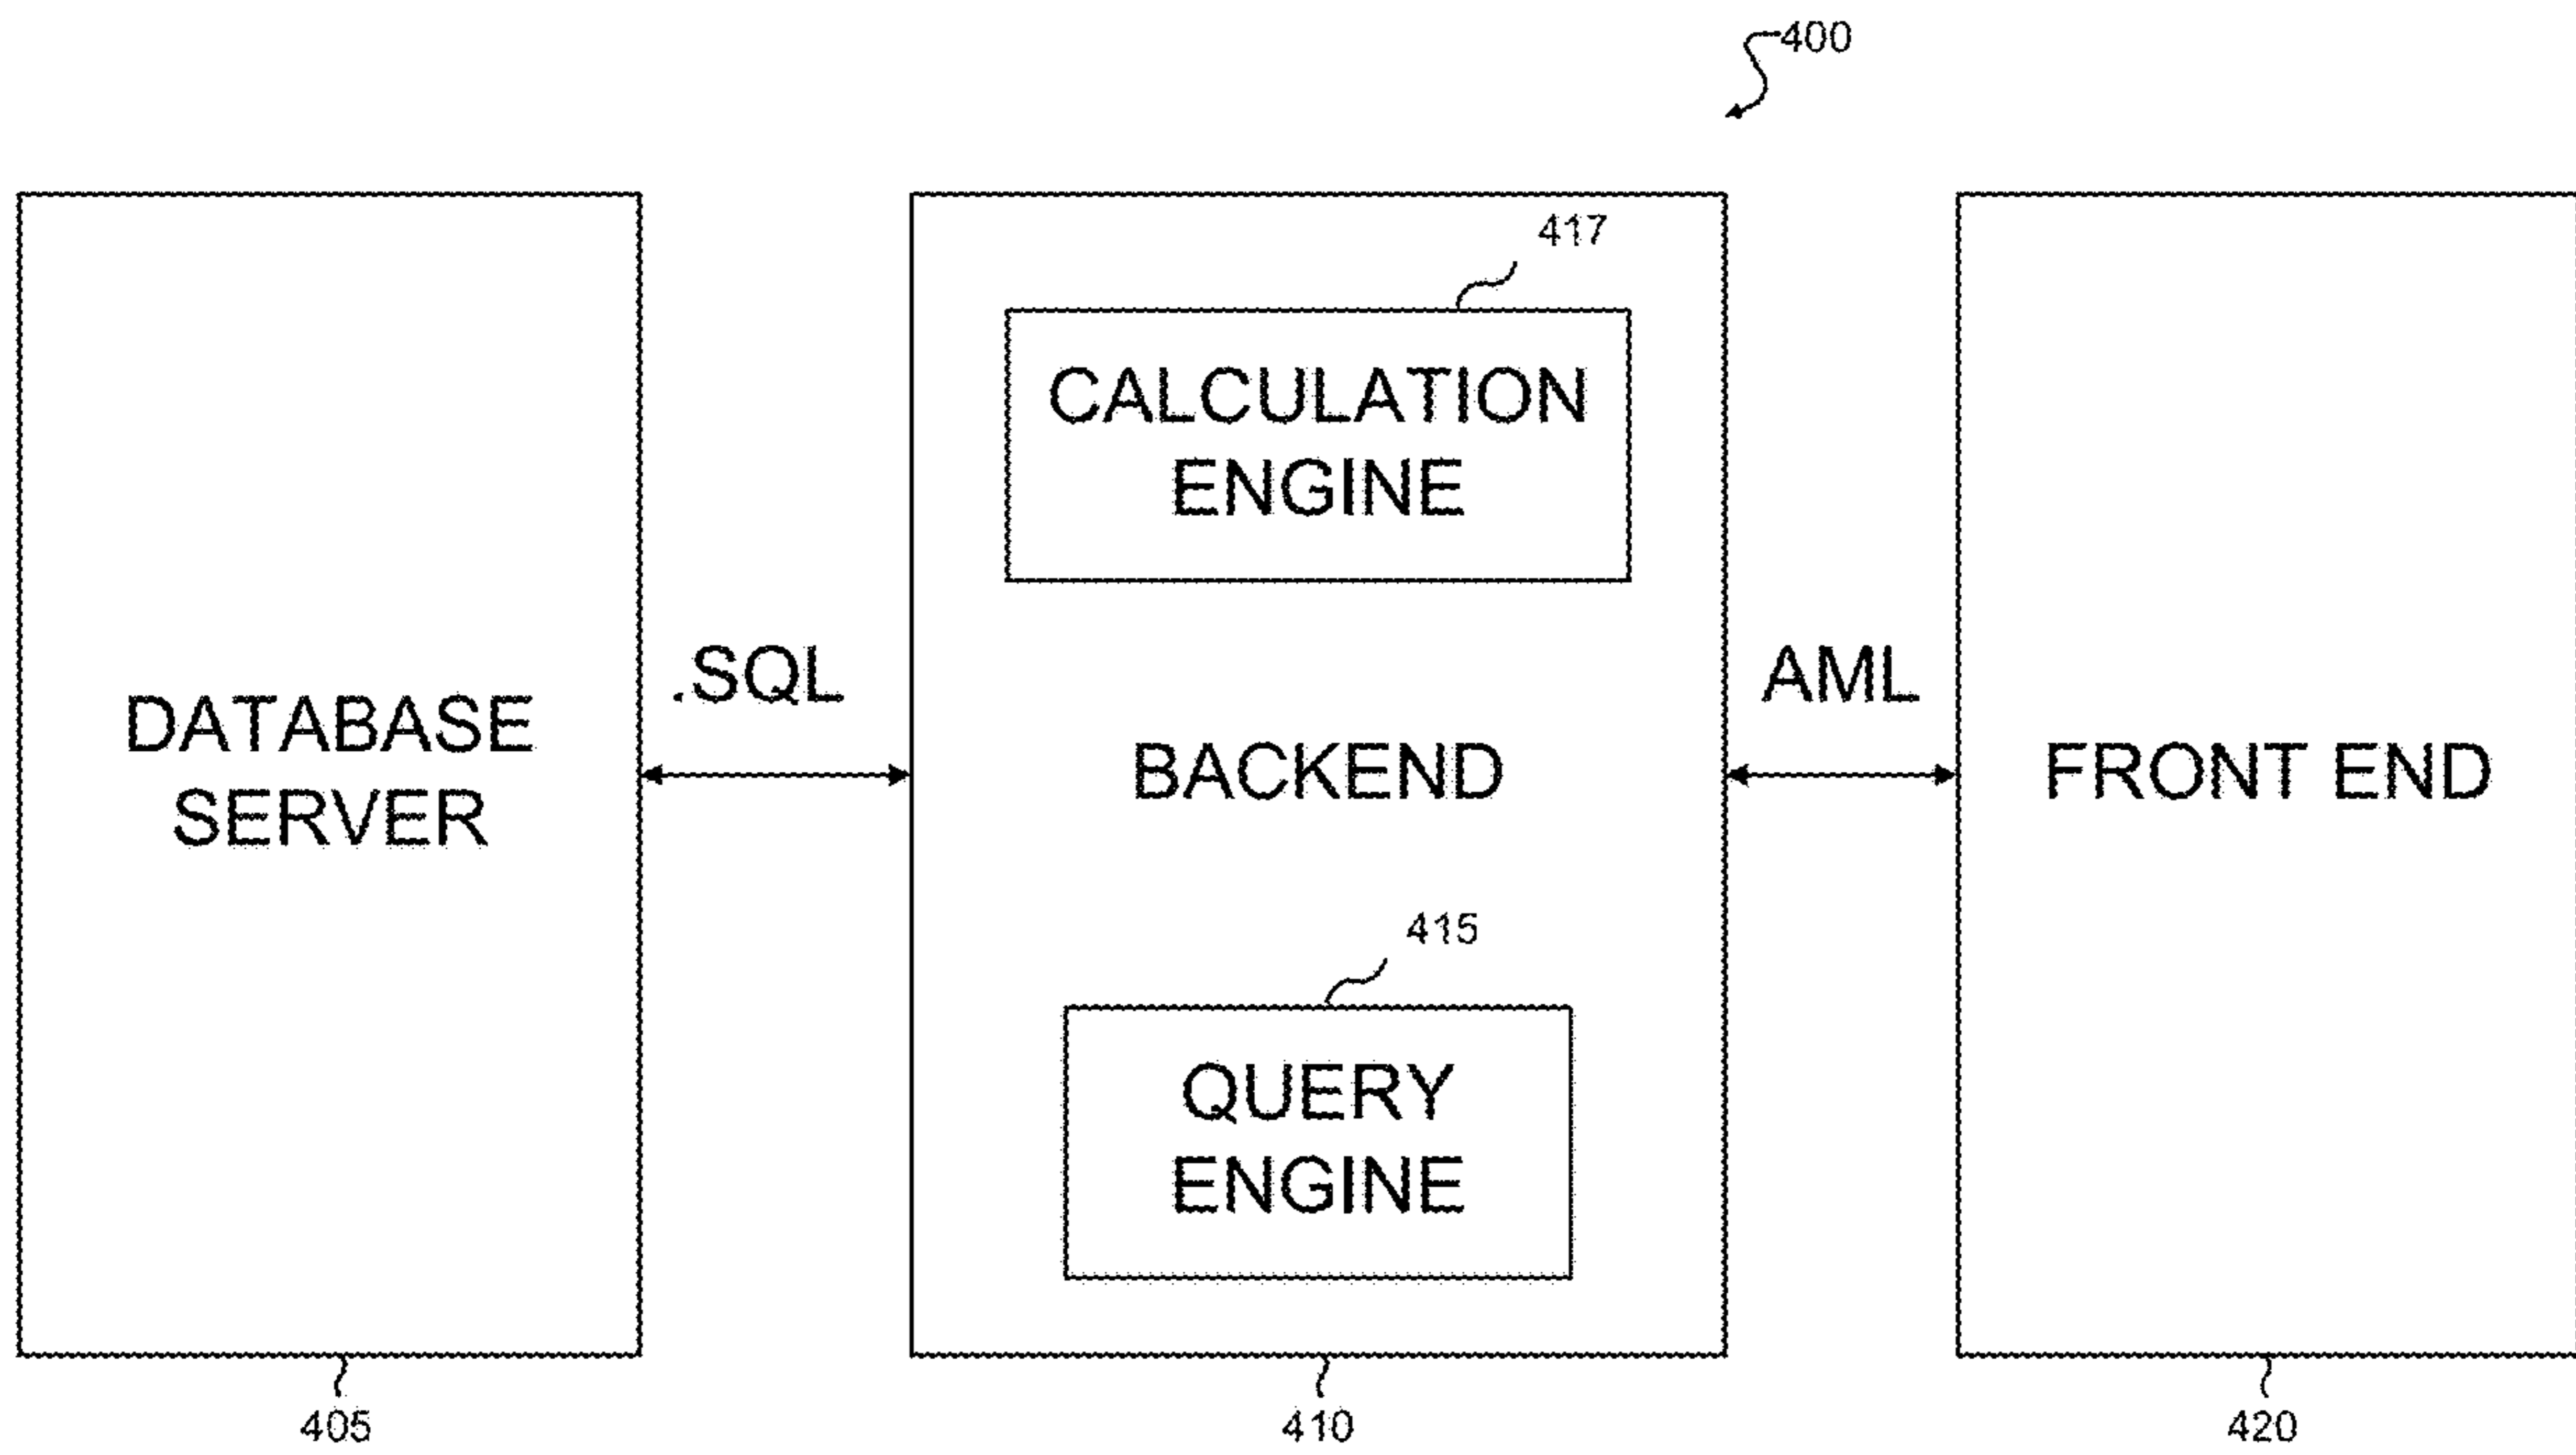 400
417
CALCULATION
ENGINE
.SQL
AML
DATABASE
SERVER
BACKEND
FRONT END
415
QUERY
ENGINE
405
410
420